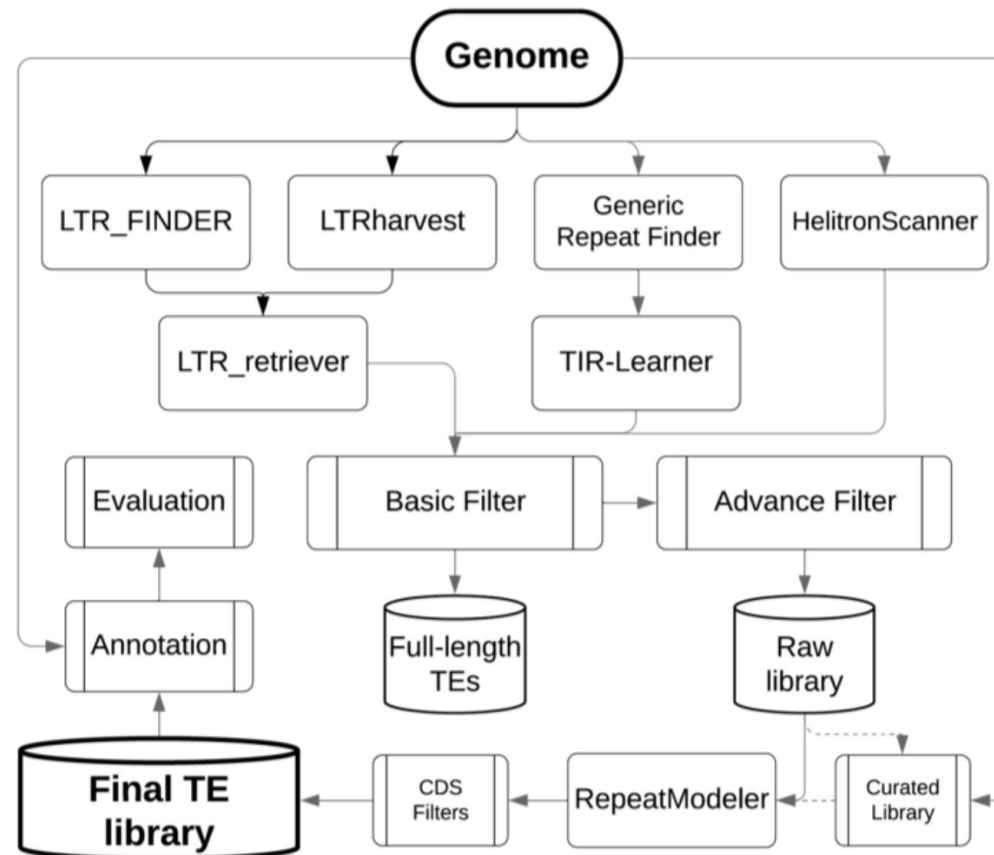 Genome
LTR_FINDER
LTRharvest
Generic
Repeat Finder
HelitronScanner
LTR_retriever
TIR-Learner
Evaluation
Basic Filter
Advance Filter
Annotation
Full-length
TEs
Raw
library
Final TE
library
CDS
Filters
RepeatModeler
Curated
Library